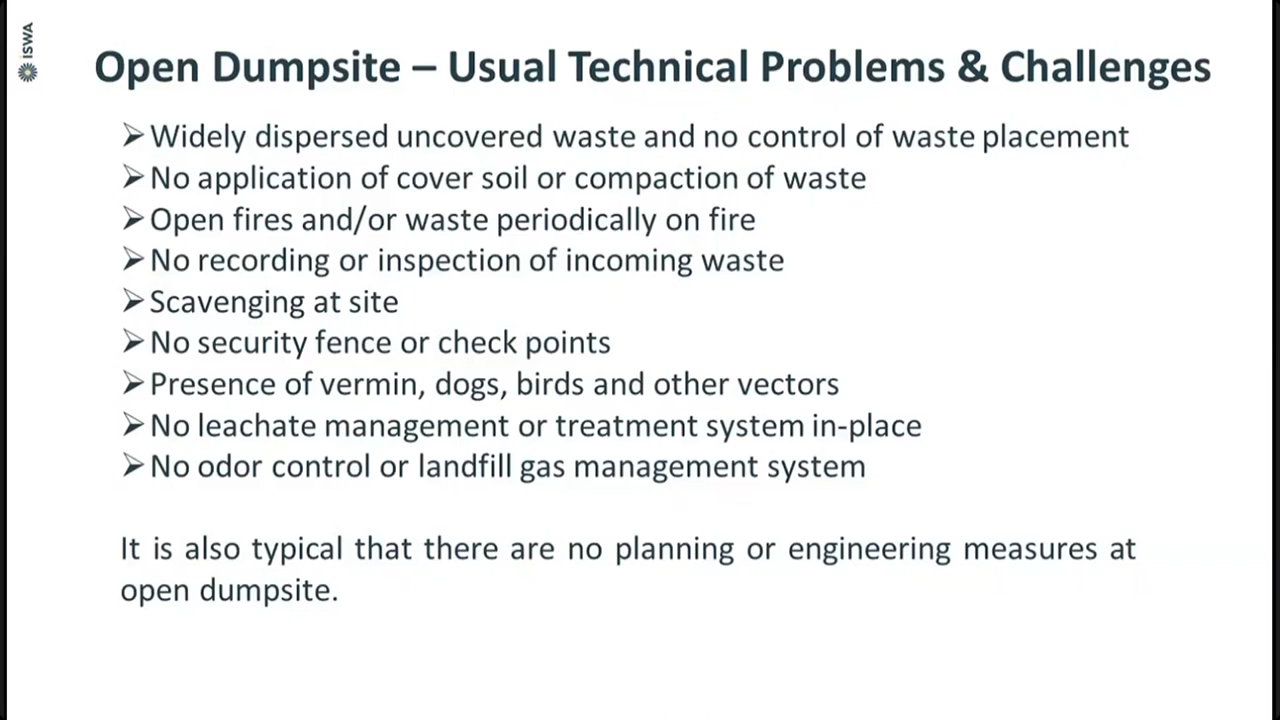 ISWA
Open Dumpsite – Usual Technical Problems & Challenges
➢Widely dispersed uncovered waste and no control of waste placement
➢No application of cover soil or compaction of waste
➢Open fires and/or waste periodically on fire
➢No recording or inspection of incoming waste
➢Scavenging at site
➢No security fence or check points
➢Presence of vermin, dogs, birds and other vectors
➢No leachate management or treatment system in-place
➢No odor control or landfill gas management system
It is also typical that there are no planning or engineering measures at
open dumpsite.